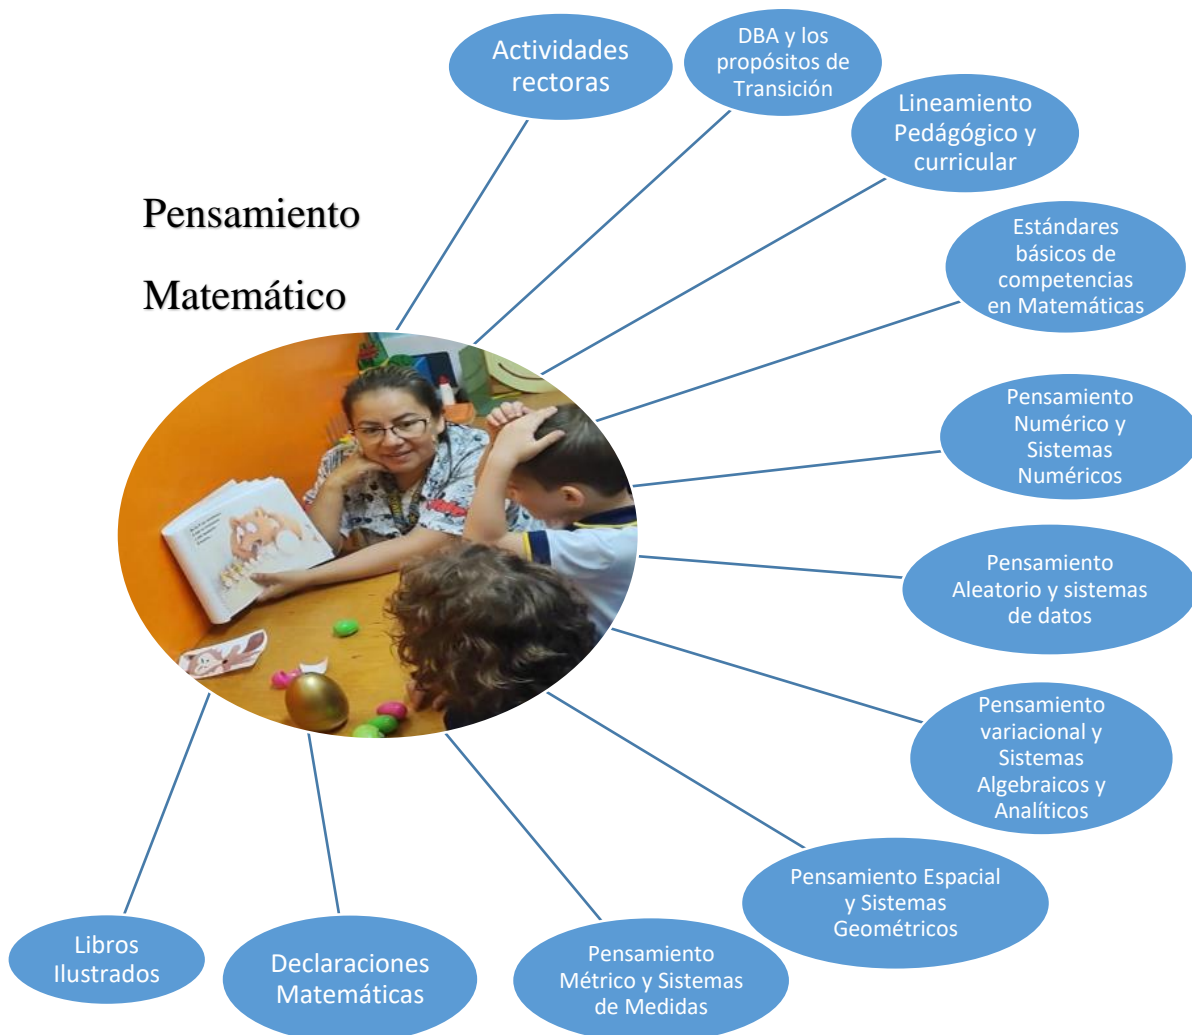 Actividades
rectoras
DBA y los
propósitos de
Transición
Lineamiento
Pedágógico y
curricular
Pensamiento
Matemático
Estándares
básicos de
competencias
en Matemáticas
Pensamiento
Numérico y
Sistemas
Numéricos
Pensamiento
Aleatorio y sistemas
de datos
Pensamiento
variacional y
Sistemas
Algebraicos y
Analíticos
Pensamiento Espacial
y Sistemas
Geométricos
Pensamiento
Métrico y Sistemas
de Medidas
Declaraciones
Matemáticas
Libros
Ilustrados